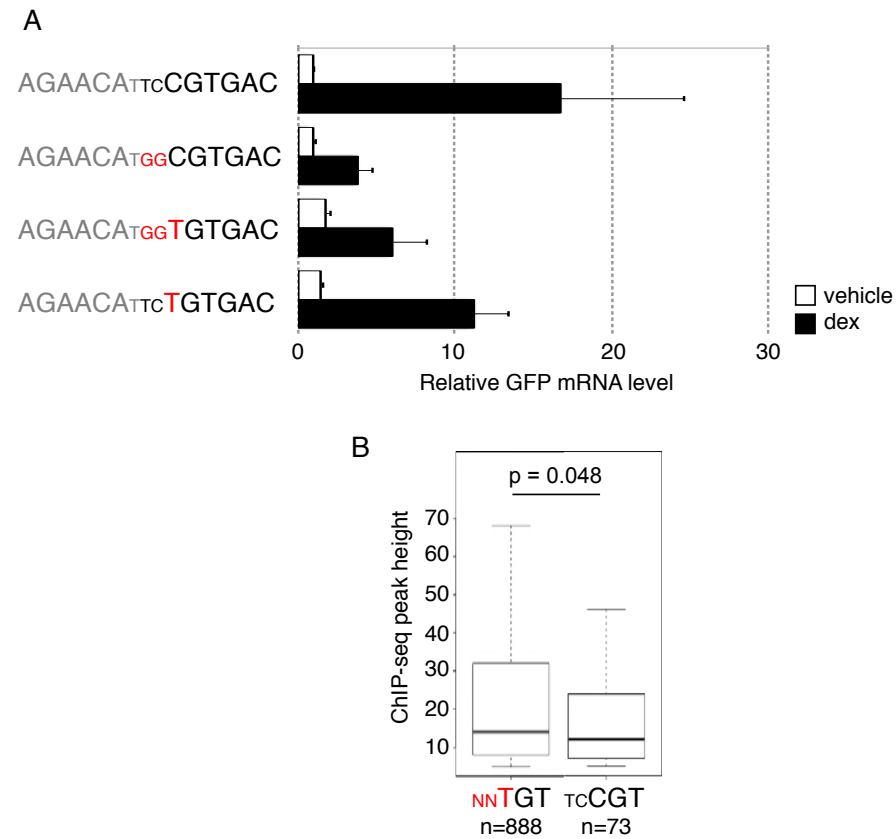 A
AGAACATTCCGTGAC
AGAACATGGCGTGAC
AGAACATGGTGTGAC
AGAACATTCTGTGAC
vehicle
dex
0 10 20 30
Relative GFP mRNA level
B
p = 0.048
70
60
50
40
30
20
10
ChIP-seq peak height
NNTGT TCCGT
n=888 n=73